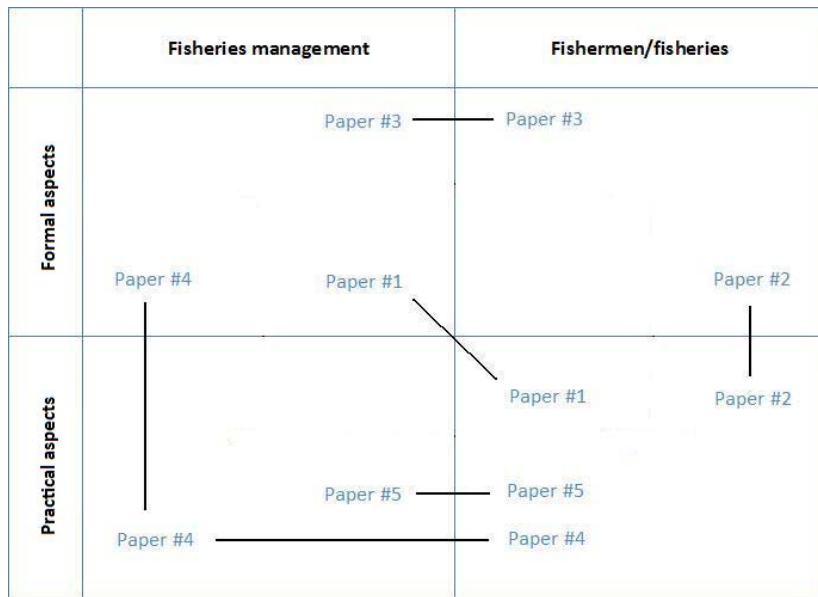 Fisheries management
Fishermen/fisheries
Formal aspects
Paper #3
Paper #3
Paper #4
Paper #1
Paper #2
Practical aspects
Paper #1
Paper #2
Paper #5
Paper #5
Paper #4
Paper #4